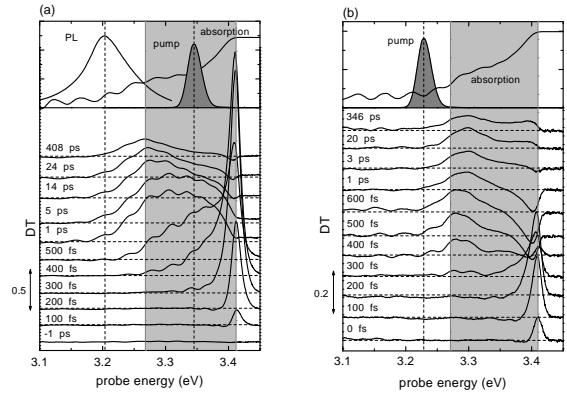 (a)
PL
pump
absorption
408 ps
24 ps
14 ps
5 ps
1 ps
500 fs
400 fs
300 fs
200 fs
100 fs
-1 ps
DT
0.5
3.1 3.2 3.3 3.4
probe energy (eV)
(b)
pump
absorption
346 ps
20 ps
3 ps
1 ps
600 fs
500 fs
400 fs
300 fs
200 fs
100 fs
0 fs
DT
0.2
3.1 3.2 3.3 3.4
probe energy (eV)